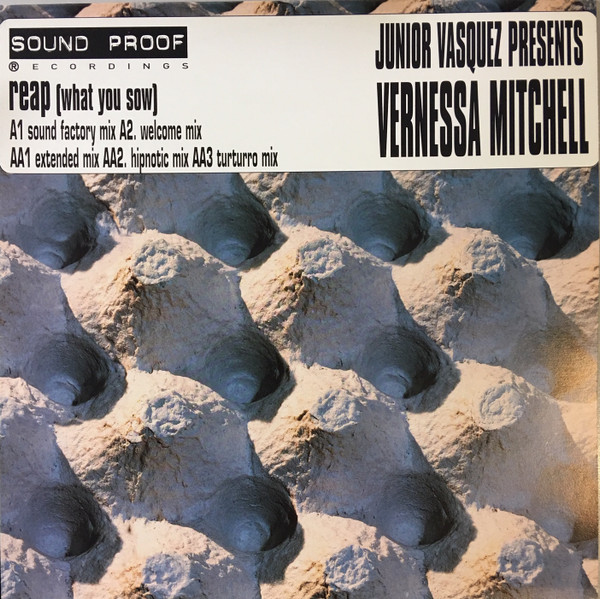 SOUND PROOF
® ECORDINGS
reap (what you sow)
A1 sound factory mix A2. welcome mix
AA1 extended mix AA2. hipnotic mix AA3 turturro mix
JUNIOR VASQUEZ PRESENTS
VERNESSA MITCHELL